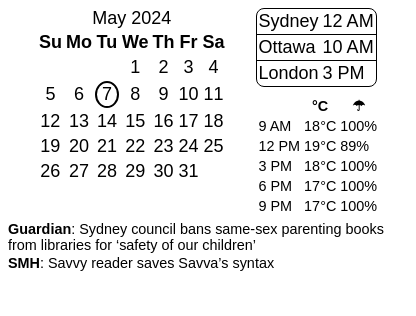 May 2024
Su Mo Tu We Th Fr Sa
1 2 3 4
5 6 7 8 9 10 11
12 13 14 15 16 17 18
19 20 21 22 23 24 25
26 27 28 29 30 31
Sydney 12 AM
Ottawa 10 AM
London 3 PM
°C ☂
9 AM 18°C 100%
12 PM 19°C 89%
3 PM 18°C 100%
6 PM 17°C 100%
9 PM 17°C 100%
Guardian: Sydney council bans same-sex parenting books
from libraries for ‘safety of our children’
SMH: Savvy reader saves Savva’s syntax